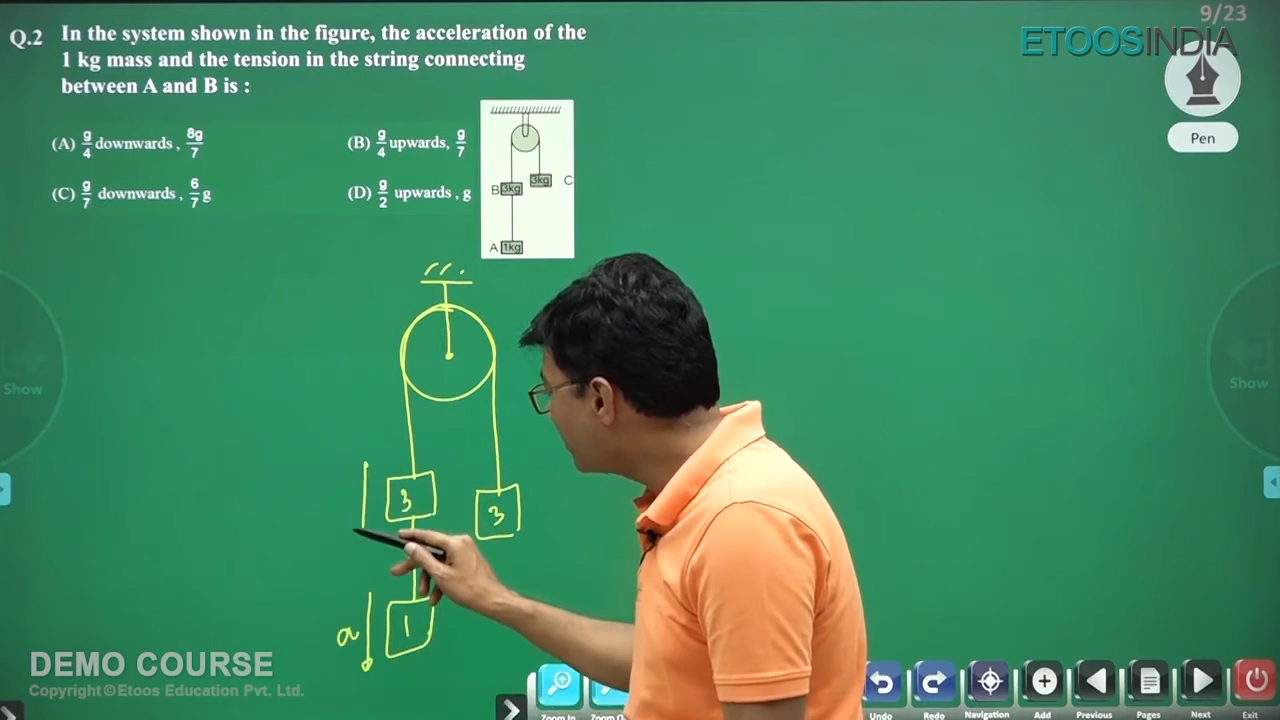 9/23
ETOOSINDIA
Q.2 In the system shown in the figure, the acceleration of the
1 kg mass and the tension in the string connecting
between A and B is :
(A) g/4 downwards , 8g/7
(B) g/4 upwards, g/7
(C) g/7 downwards , 6/7 g
(D) g/2 upwards , g
B 3kg
3kg C
A 1kg
Pen
Show
Show
3
3
1
a
DEMO COURSE
Copyright © Etoos Education Pvt. Ltd.
Zoom In
Undo
Redo
Navigation
Add
Previous
Pages
Next
Exit